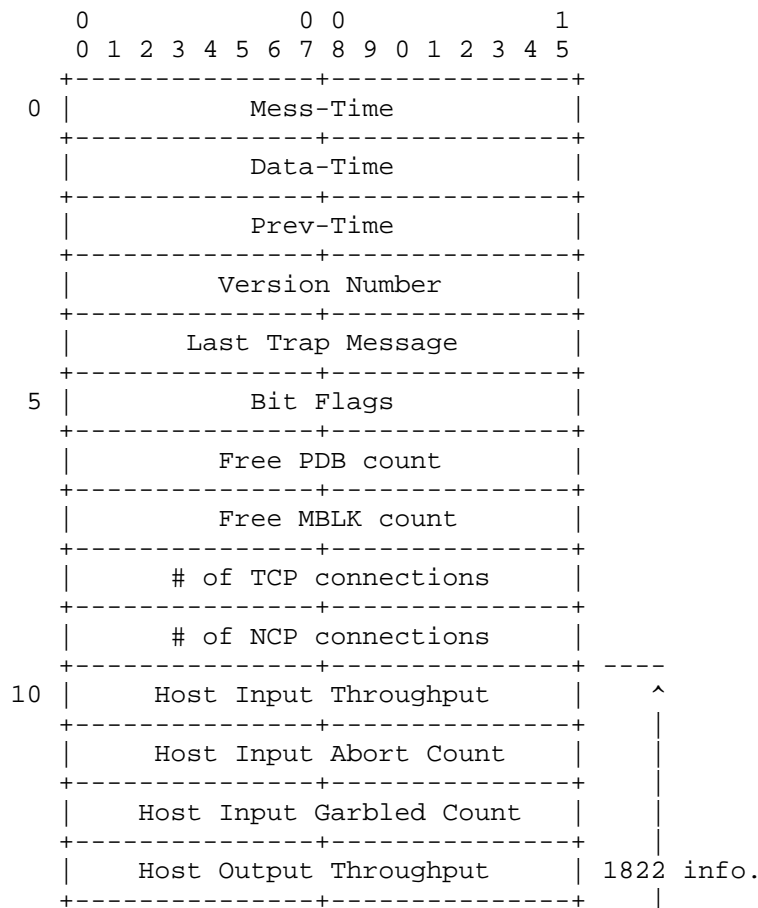 0 0 0 1
0 1 2 3 4 5 6 7 8 9 0 1 2 3 4 5
+---------------+---------------+
0 | Mess-Time |
+---------------+---------------+
| Data-Time |
+---------------+---------------+
| Prev-Time |
+---------------+---------------+
| Version Number |
+---------------+---------------+
| Last Trap Message |
+---------------+---------------+
5 | Bit Flags |
+---------------+---------------+
| Free PDB count |
+---------------+---------------+
| Free MBLK count |
+---------------+---------------+
| # of TCP connections |
+---------------+---------------+
| # of NCP connections |
+---------------+---------------+ ----
10 | Host Input Throughput | ^
+---------------+---------------+ |
| Host Input Abort Count | |
+---------------+---------------+ |
| Host Input Garbled Count | |
+---------------+---------------+ |
| Host Output Throughput | 1822 info.
+---------------+---------------+ |